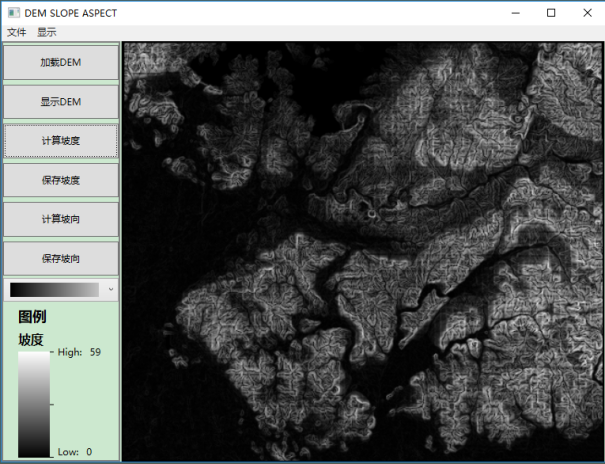 DEM SLOPE ASPECT
文件 显示
加载DEM
显示DEM
计算坡度
保存坡度
计算坡向
保存坡向
图例
坡度
High: 59
Low: 0